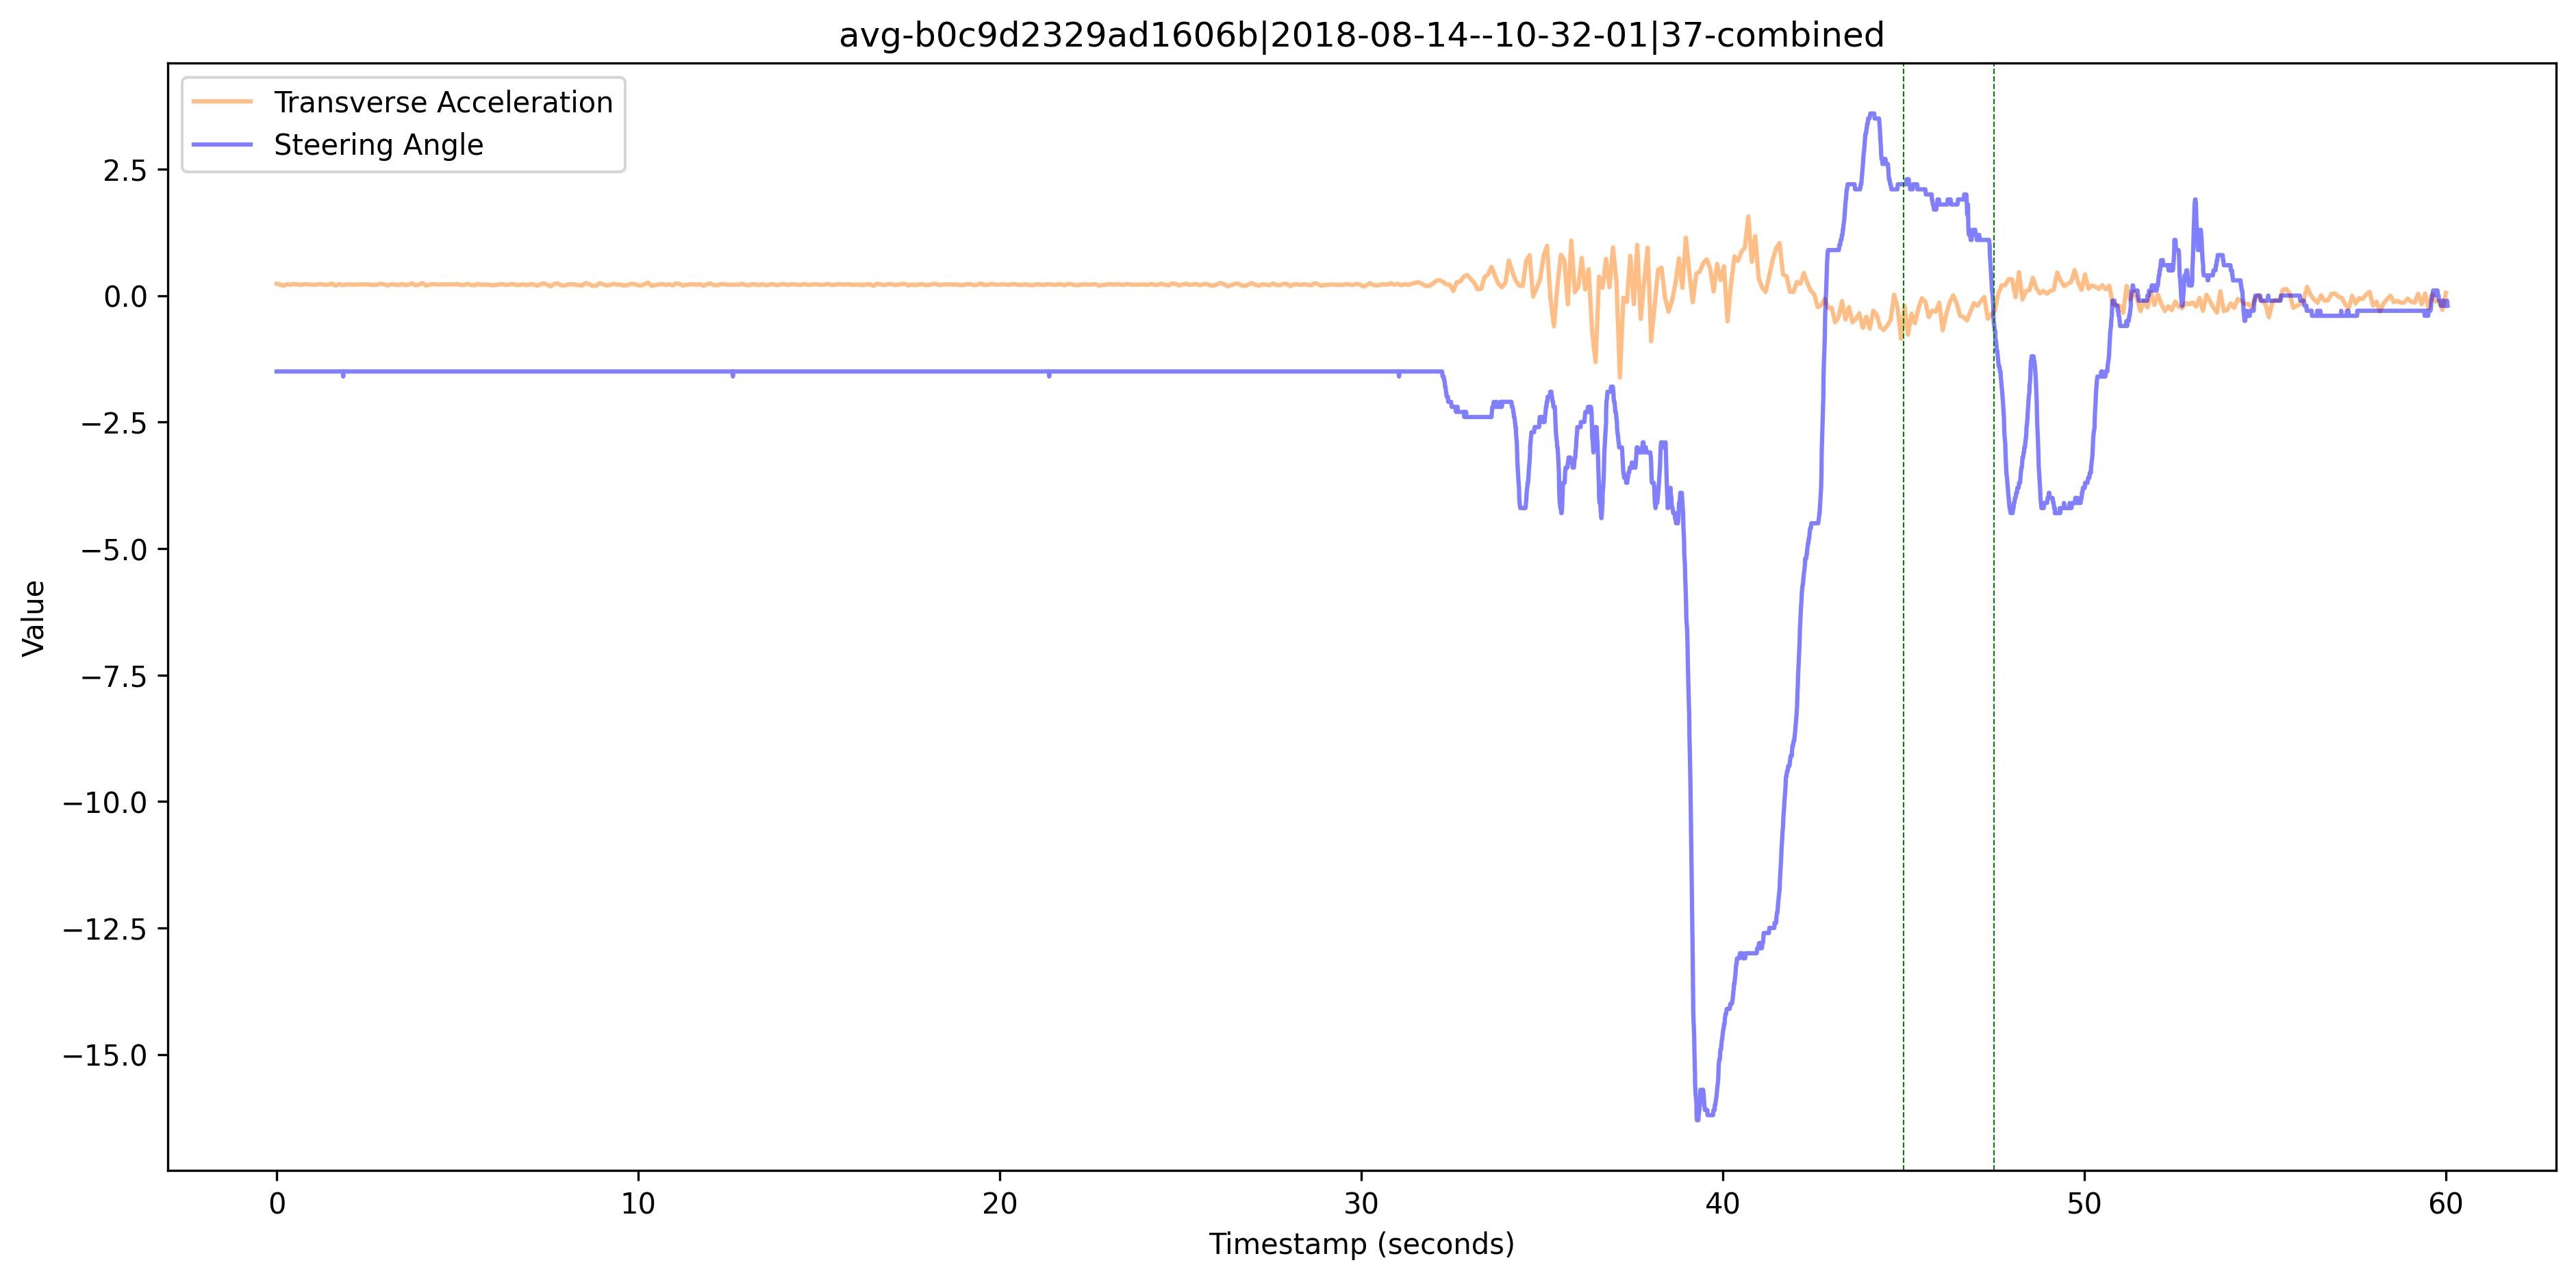 avg-b0c9d2329ad1606b|2018-08-14--10-32-01|37-combined
Transverse Acceleration
Steering Angle
2.5
0.0
−2.5
−5.0
−7.5
−10.0
−12.5
−15.0
Value
0 10 20 30 40 50 60
Timestamp (seconds)